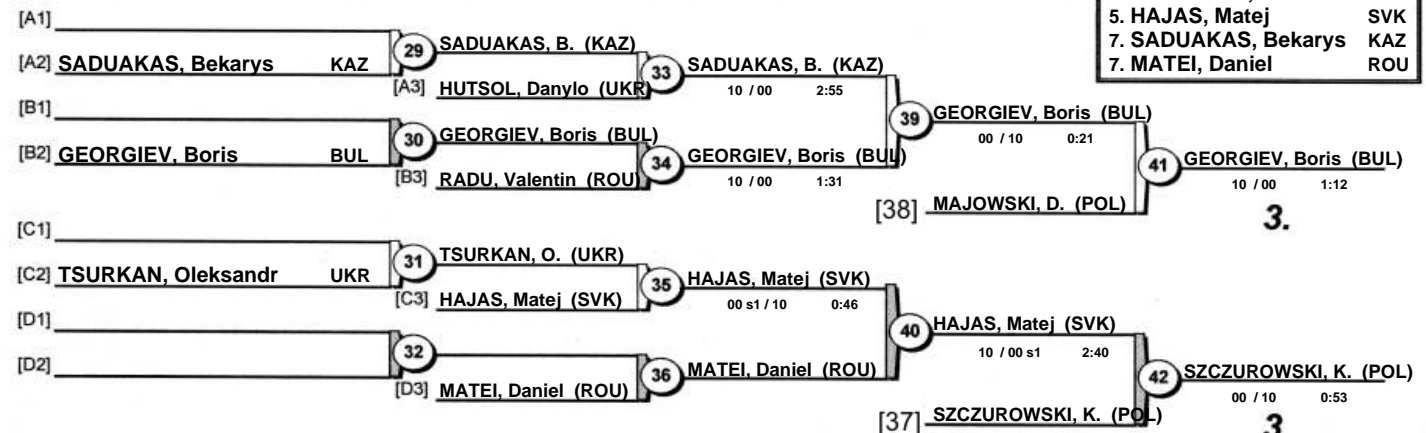 5. HAJAS, Matej SVK
7. SADUAKAS, Bekarys KAZ
7. MATEI, Daniel ROU
[A1]
[A2] SADUAKAS, Bekarys KAZ
29
SADUAKAS, B. (KAZ)
[A3] HUTSOL, Danylo (UKR)
33
SADUAKAS, B. (KAZ)
10 / 00 2:55
[B1]
[B2] GEORGIEV, Boris BUL
30
GEORGIEV, Boris (BUL)
[B3] RADU, Valentin (ROU)
34
GEORGIEV, Boris (BUL)
10 / 00 1:31
39
GEORGIEV, Boris (BUL)
00 / 10 0:21
[38] MAJOWSKI, D. (POL)
41
GEORGIEV, Boris (BUL)
10 / 00 1:12
3.
[C1]
[C2] TSURKAN, Oleksandr UKR
31
TSURKAN, O. (UKR)
[C3] HAJAS, Matej (SVK)
35
HAJAS, Matej (SVK)
00 s1 / 10 0:46
[D1]
[D2]
32
[D3] MATEI, Daniel (ROU)
36
MATEI, Daniel (ROU)
40
HAJAS, Matej (SVK)
10 / 00 s1 2:40
[37] SZCZUROWSKI, K. (POL)
42
SZCZUROWSKI, K. (POL)
00 / 10 0:53
3